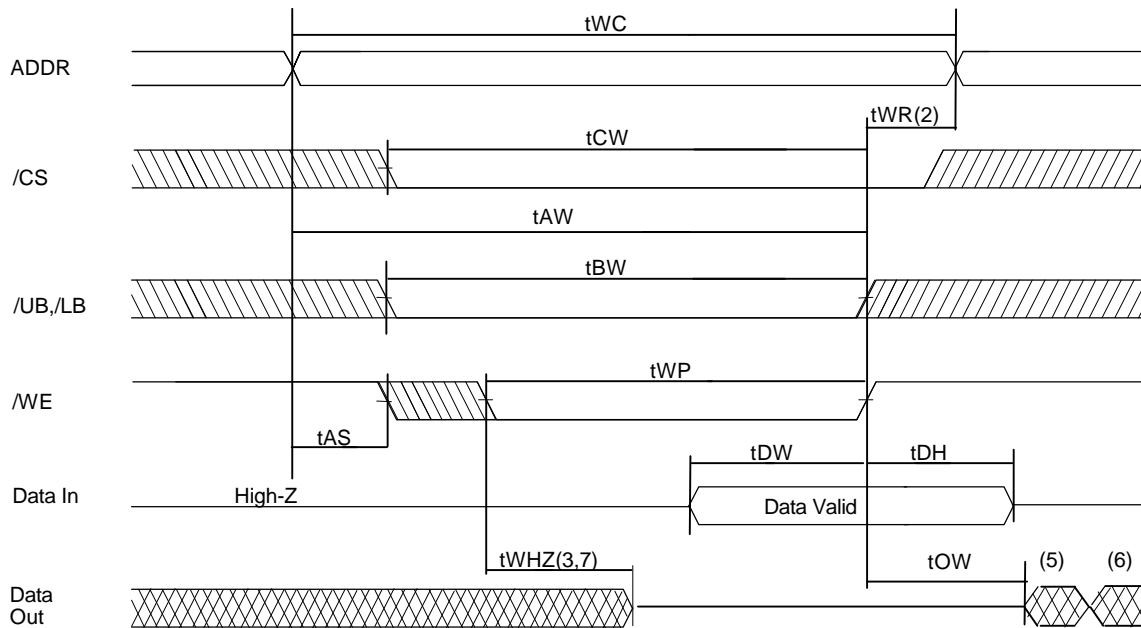 tWC
ADDR
tWR(2)
tCW
/CS
tAW
tBW
/UB,/LB
tWP
/WE
tAS
tDW
tDH
Data In
High-Z
Data Valid
tWHZ(3,7)
tOW
(5)
(6)
Data
Out